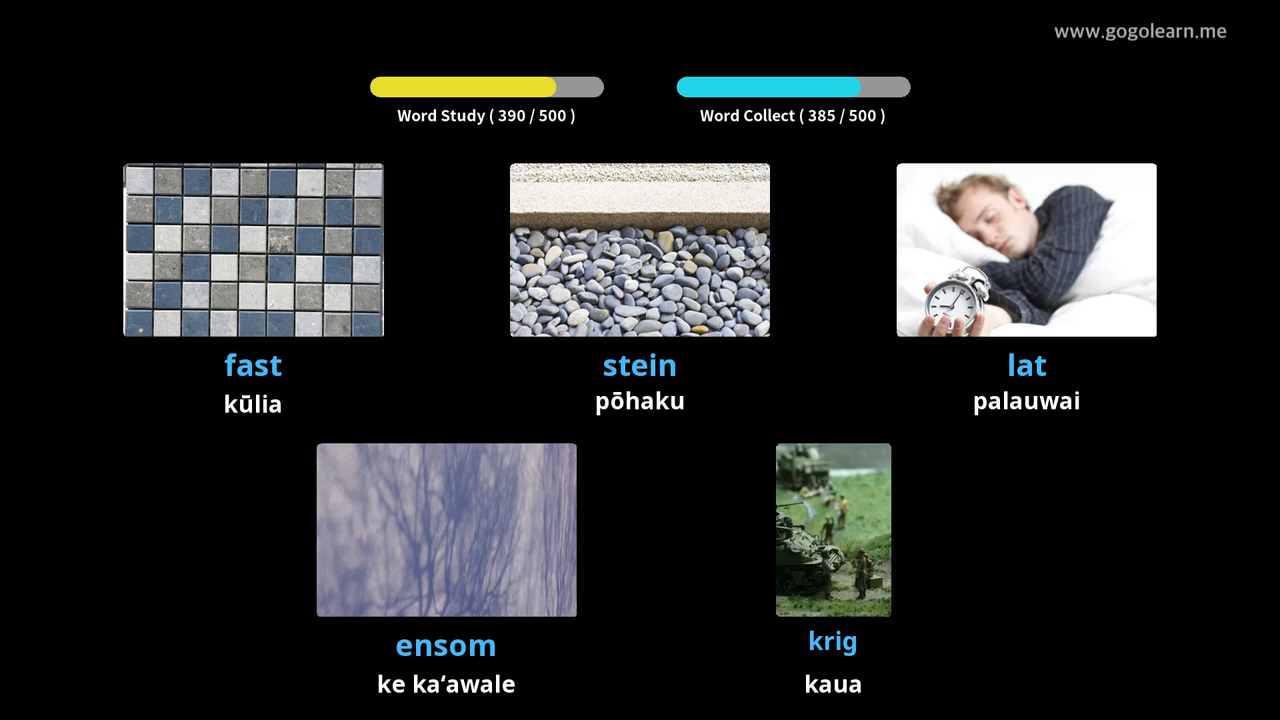 www.gogolearn.me
Word Study ( 390 / 500 )
Word Collect ( 385 / 500 )
fast
kūlia
stein
pōhaku
lat
palauwai
ensom
ke kaʻawale
krig
kaua